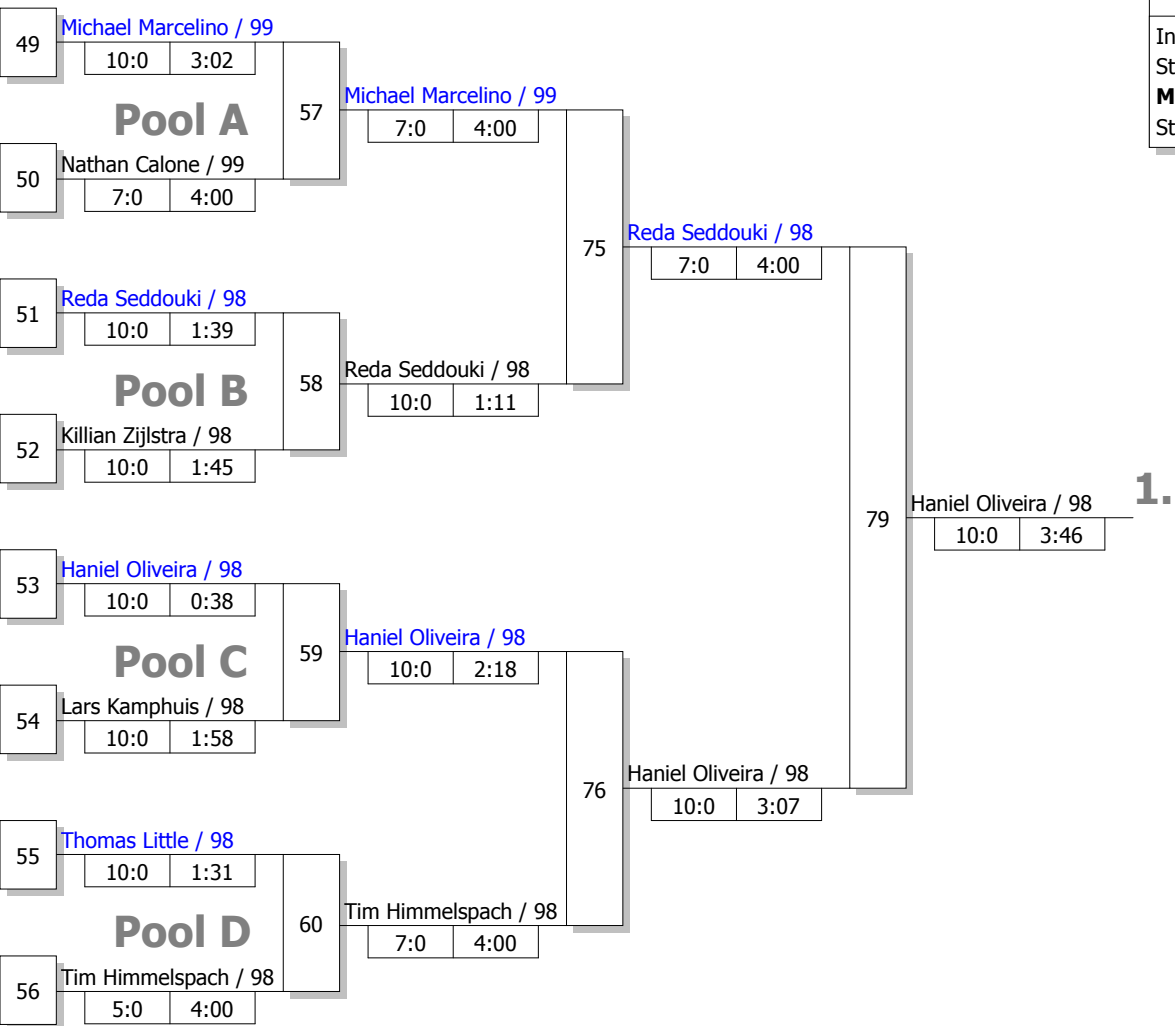 49
Michael Marcelino / 99
10:0 3:02
Pool A
57
Michael Marcelino / 99
7:0 4:00
50
Nathan Calone / 99
7:0 4:00
75
Reda Seddouki / 98
7:0 4:00
51
Reda Seddouki / 98
10:0 1:39
Pool B
58
Reda Seddouki / 98
10:0 1:11
52
Killian Zijlstra / 98
10:0 1:45
79
Haniel Oliveira / 98
10:0 3:46
1.
53
Haniel Oliveira / 98
10:0 0:38
Pool C
59
Haniel Oliveira / 98
10:0 2:18
54
Lars Kamphuis / 98
10:0 1:58
76
Haniel Oliveira / 98
10:0 3:07
55
Thomas Little / 98
10:0 1:31
Pool D
60
Tim Himmelspach / 98
7:0 4:00
56
Tim Himmelspach / 98
5:0 4:00
In
St
M
St